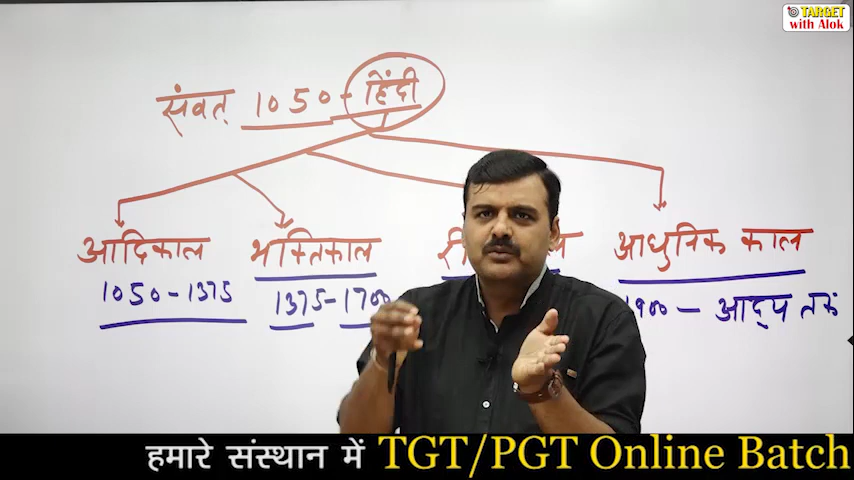 TARGET
with Alok
संवत् 1050 - हिंदी
आदिकाल भक्तिकाल आधुनिक काल
1050-1375 1375-1700 1900 - आद्य तक
हमारे संस्थान में TGT/PGT Online Batch